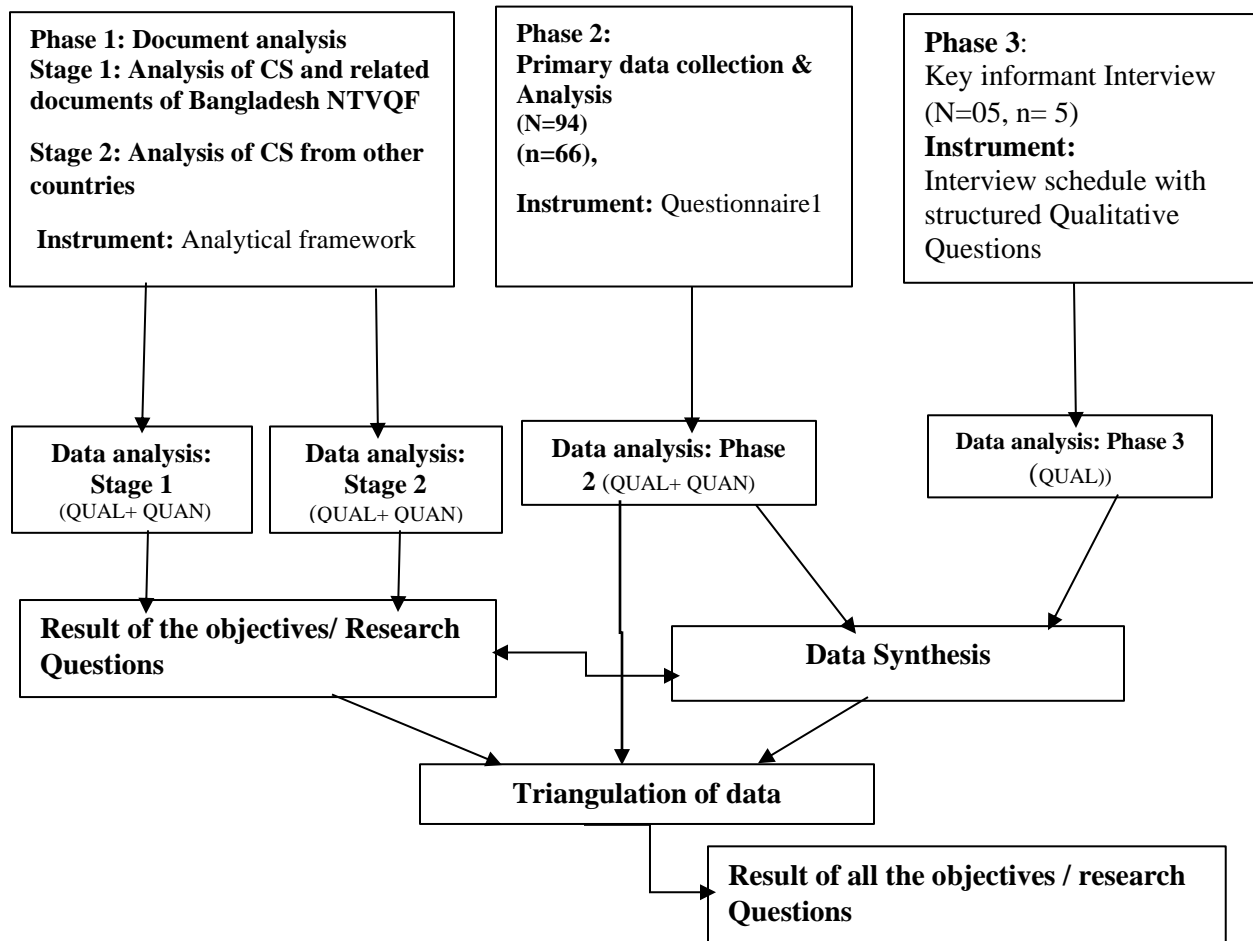 Phase 1: Document analysis
Stage 1: Analysis of CS and related
documents of Bangladesh NTVQF
Stage 2: Analysis of CS from other
countries
Instrument: Analytical framework
Phase 2:
Primary data collection &
Analysis
(N=94)
(n=66),
Instrument: Questionnaire1
Phase 3:
Key informant Interview
(N=05, n= 5)
Instrument:
Interview schedule with
structured Qualitative
Questions
Data analysis:
Stage 1
(QUAL+ QUAN)
Data analysis:
Stage 2
(QUAL+ QUAN)
Data analysis: Phase
2 (QUAL+ QUAN)
Data analysis: Phase 3
(QUAL))
Result of the objectives/ Research
Questions
Data Synthesis
Triangulation of data
Result of all the objectives / research
Questions